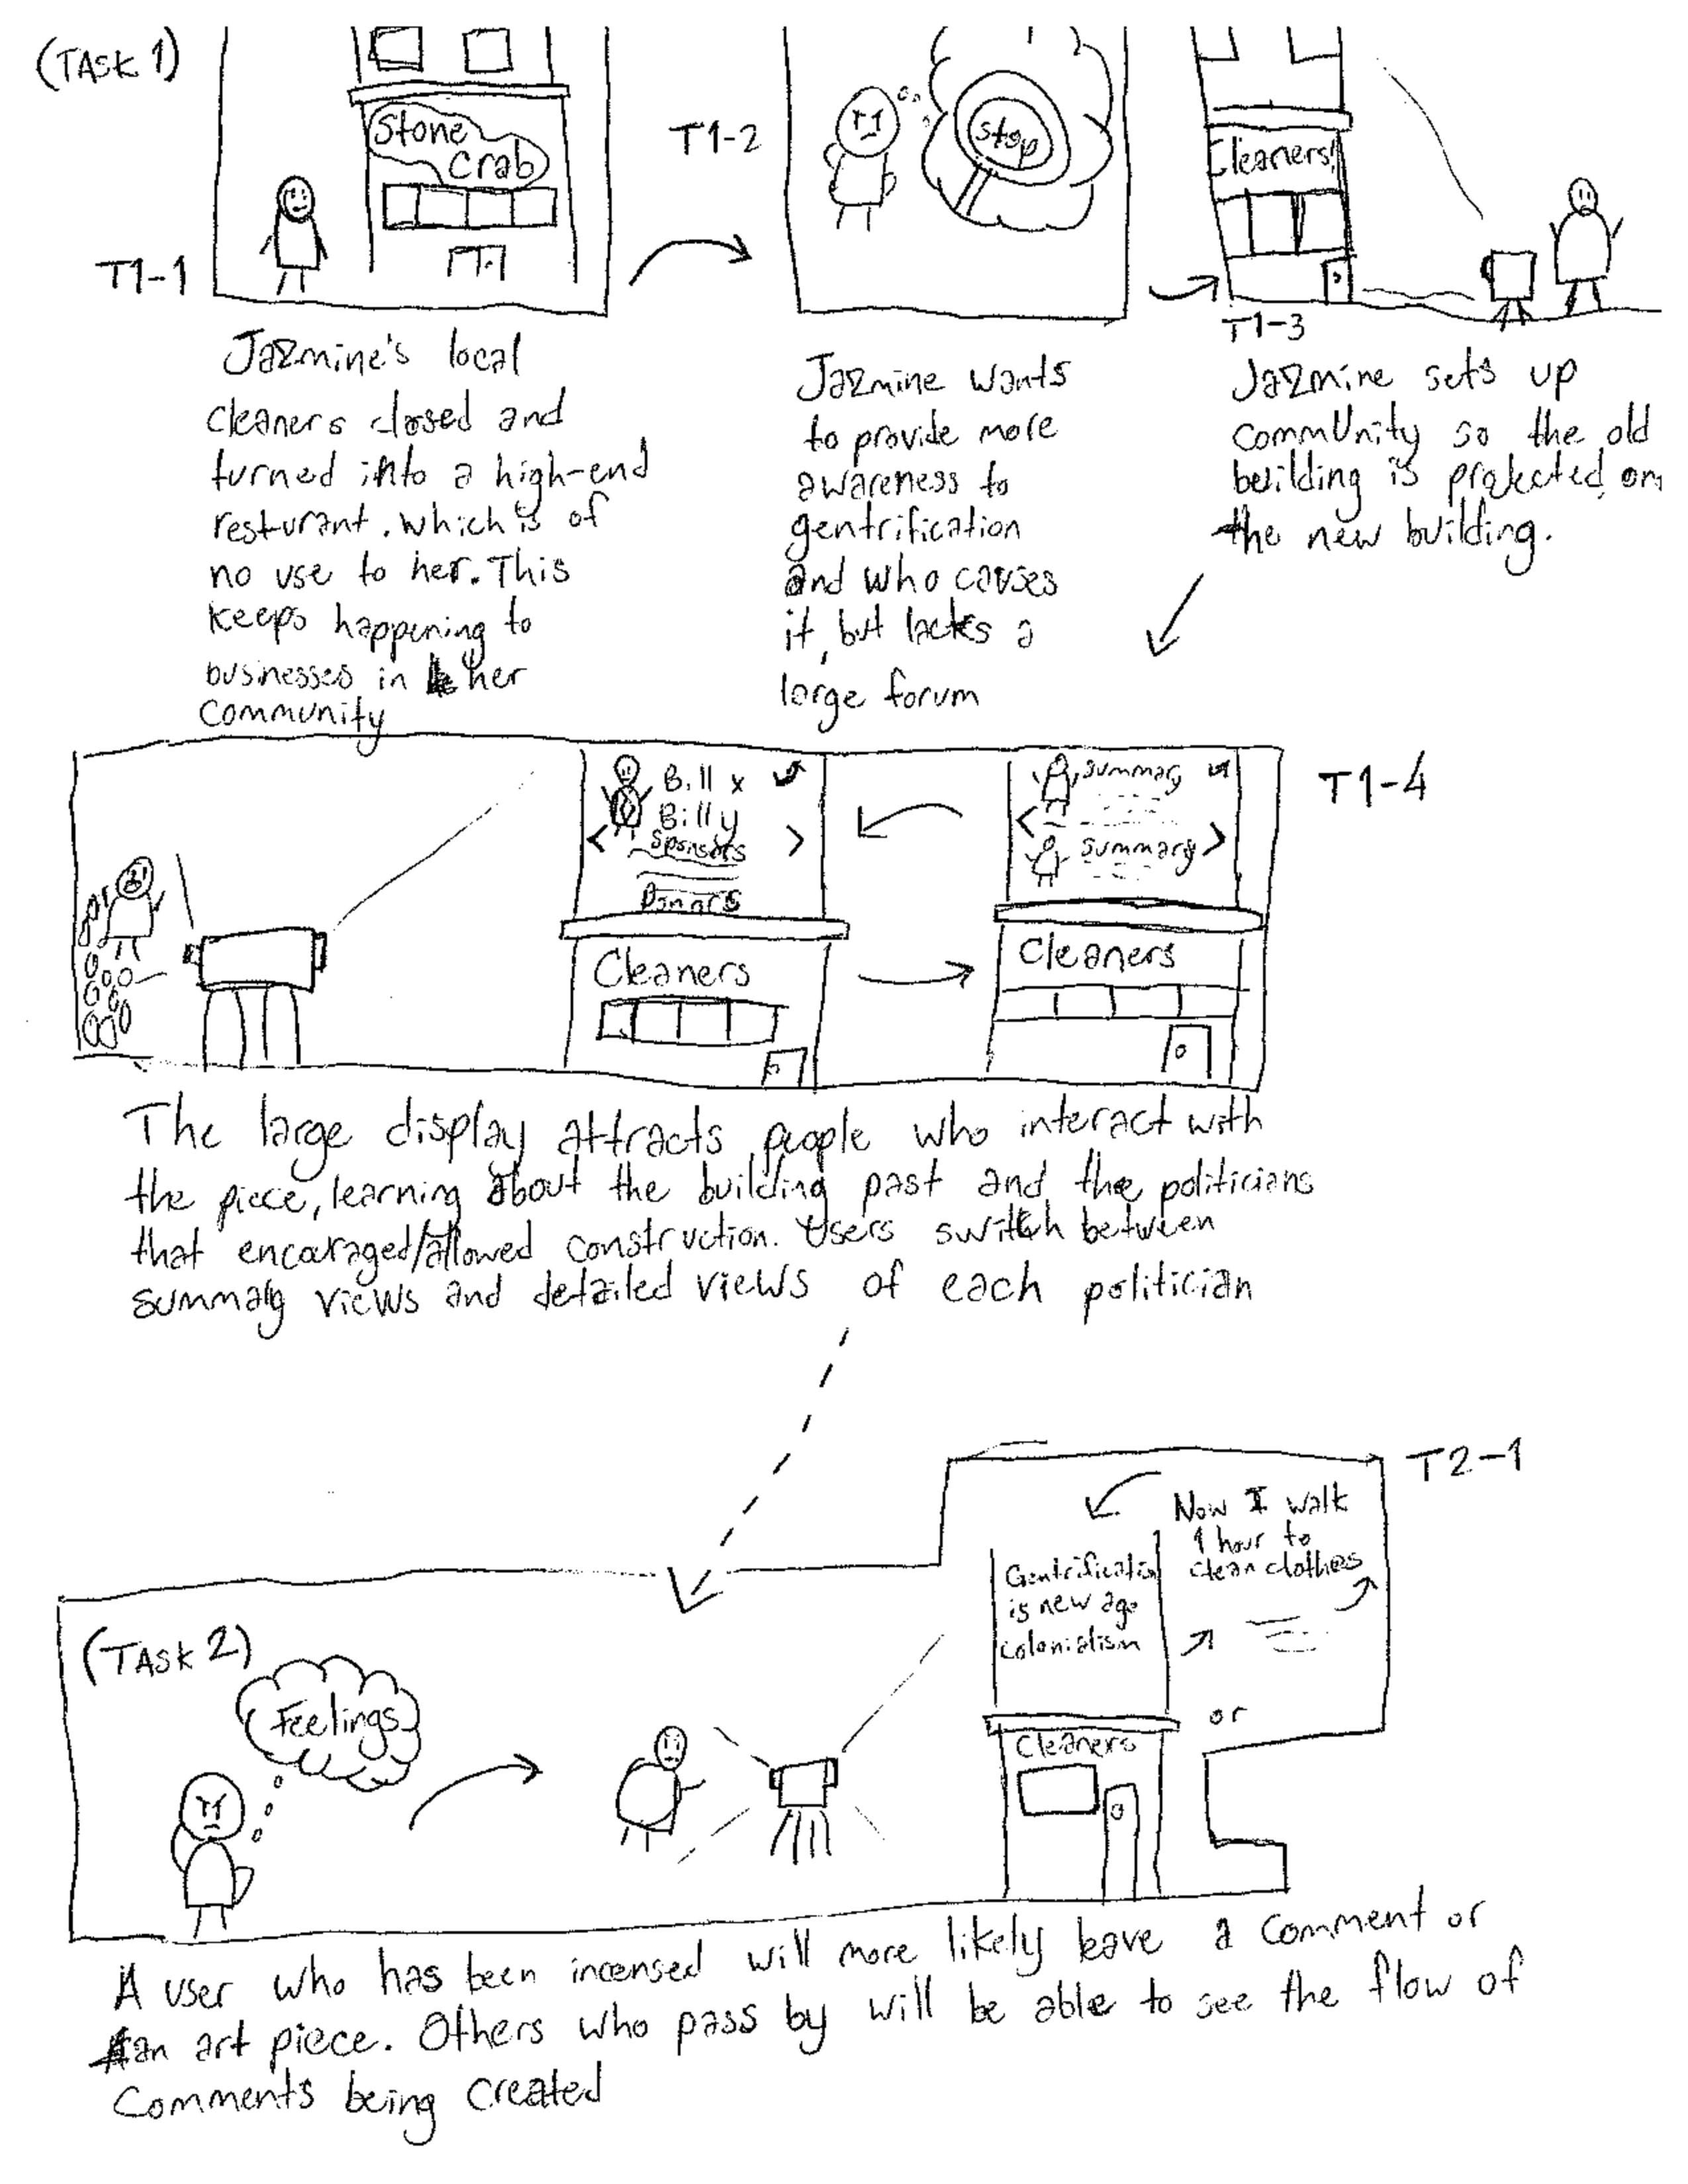 (TASK 1)
Stone
Crab
T1-1
Jazmine's local
cleaners closed and
turned into a high-end
resturant. which is of
no use to her. This
keeps happening to
businesses in her
Community
T1-2
stop
Jazmine wants
to provide more
awareness to
gentrification
and who causes
it, but lacks a
large forum
Cleaners!
T1-3
Jazmine sets up
commUnity so the old
building is projected on
the new building.
T1-4
Bill x
Bill y
Sponsors
Donors
Cleaners
Summary
Summary
Cleaners
The large display attracts people who interact with
the piece, learning about the building past and the politicians
that encouraged/allowed construction. Users switch between
summary views and detailed views of each politician
T2-1
(TASK 2)
Feelings
Gentrification
is new age
colonialism
Now I walk
1 hour to
clean clothes
or
Cleaners
A user who has been incensed will more likely leave a comment or
an art piece. Others who pass by will be able to see the flow of
Comments being created